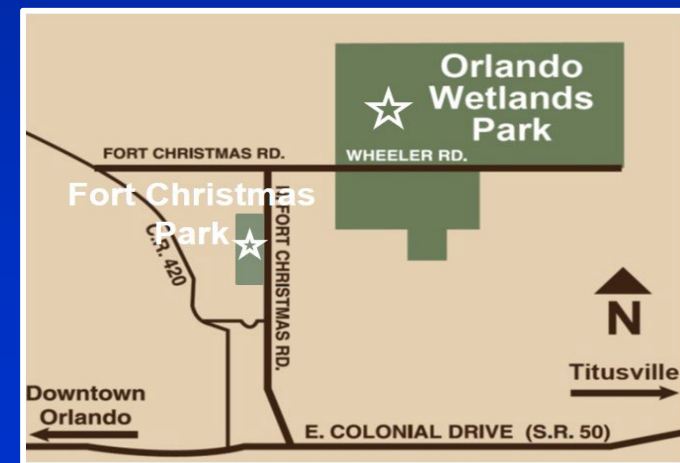 Orlando
Wetlands
Park
FORT CHRISTMAS RD.
WHEELER RD.
Fort Christmas
Park
C.R. 420
FORT CHRISTMAS RD.
N
Titusville
Downtown
Orlando
E. COLONIAL DRIVE (S.R. 50)